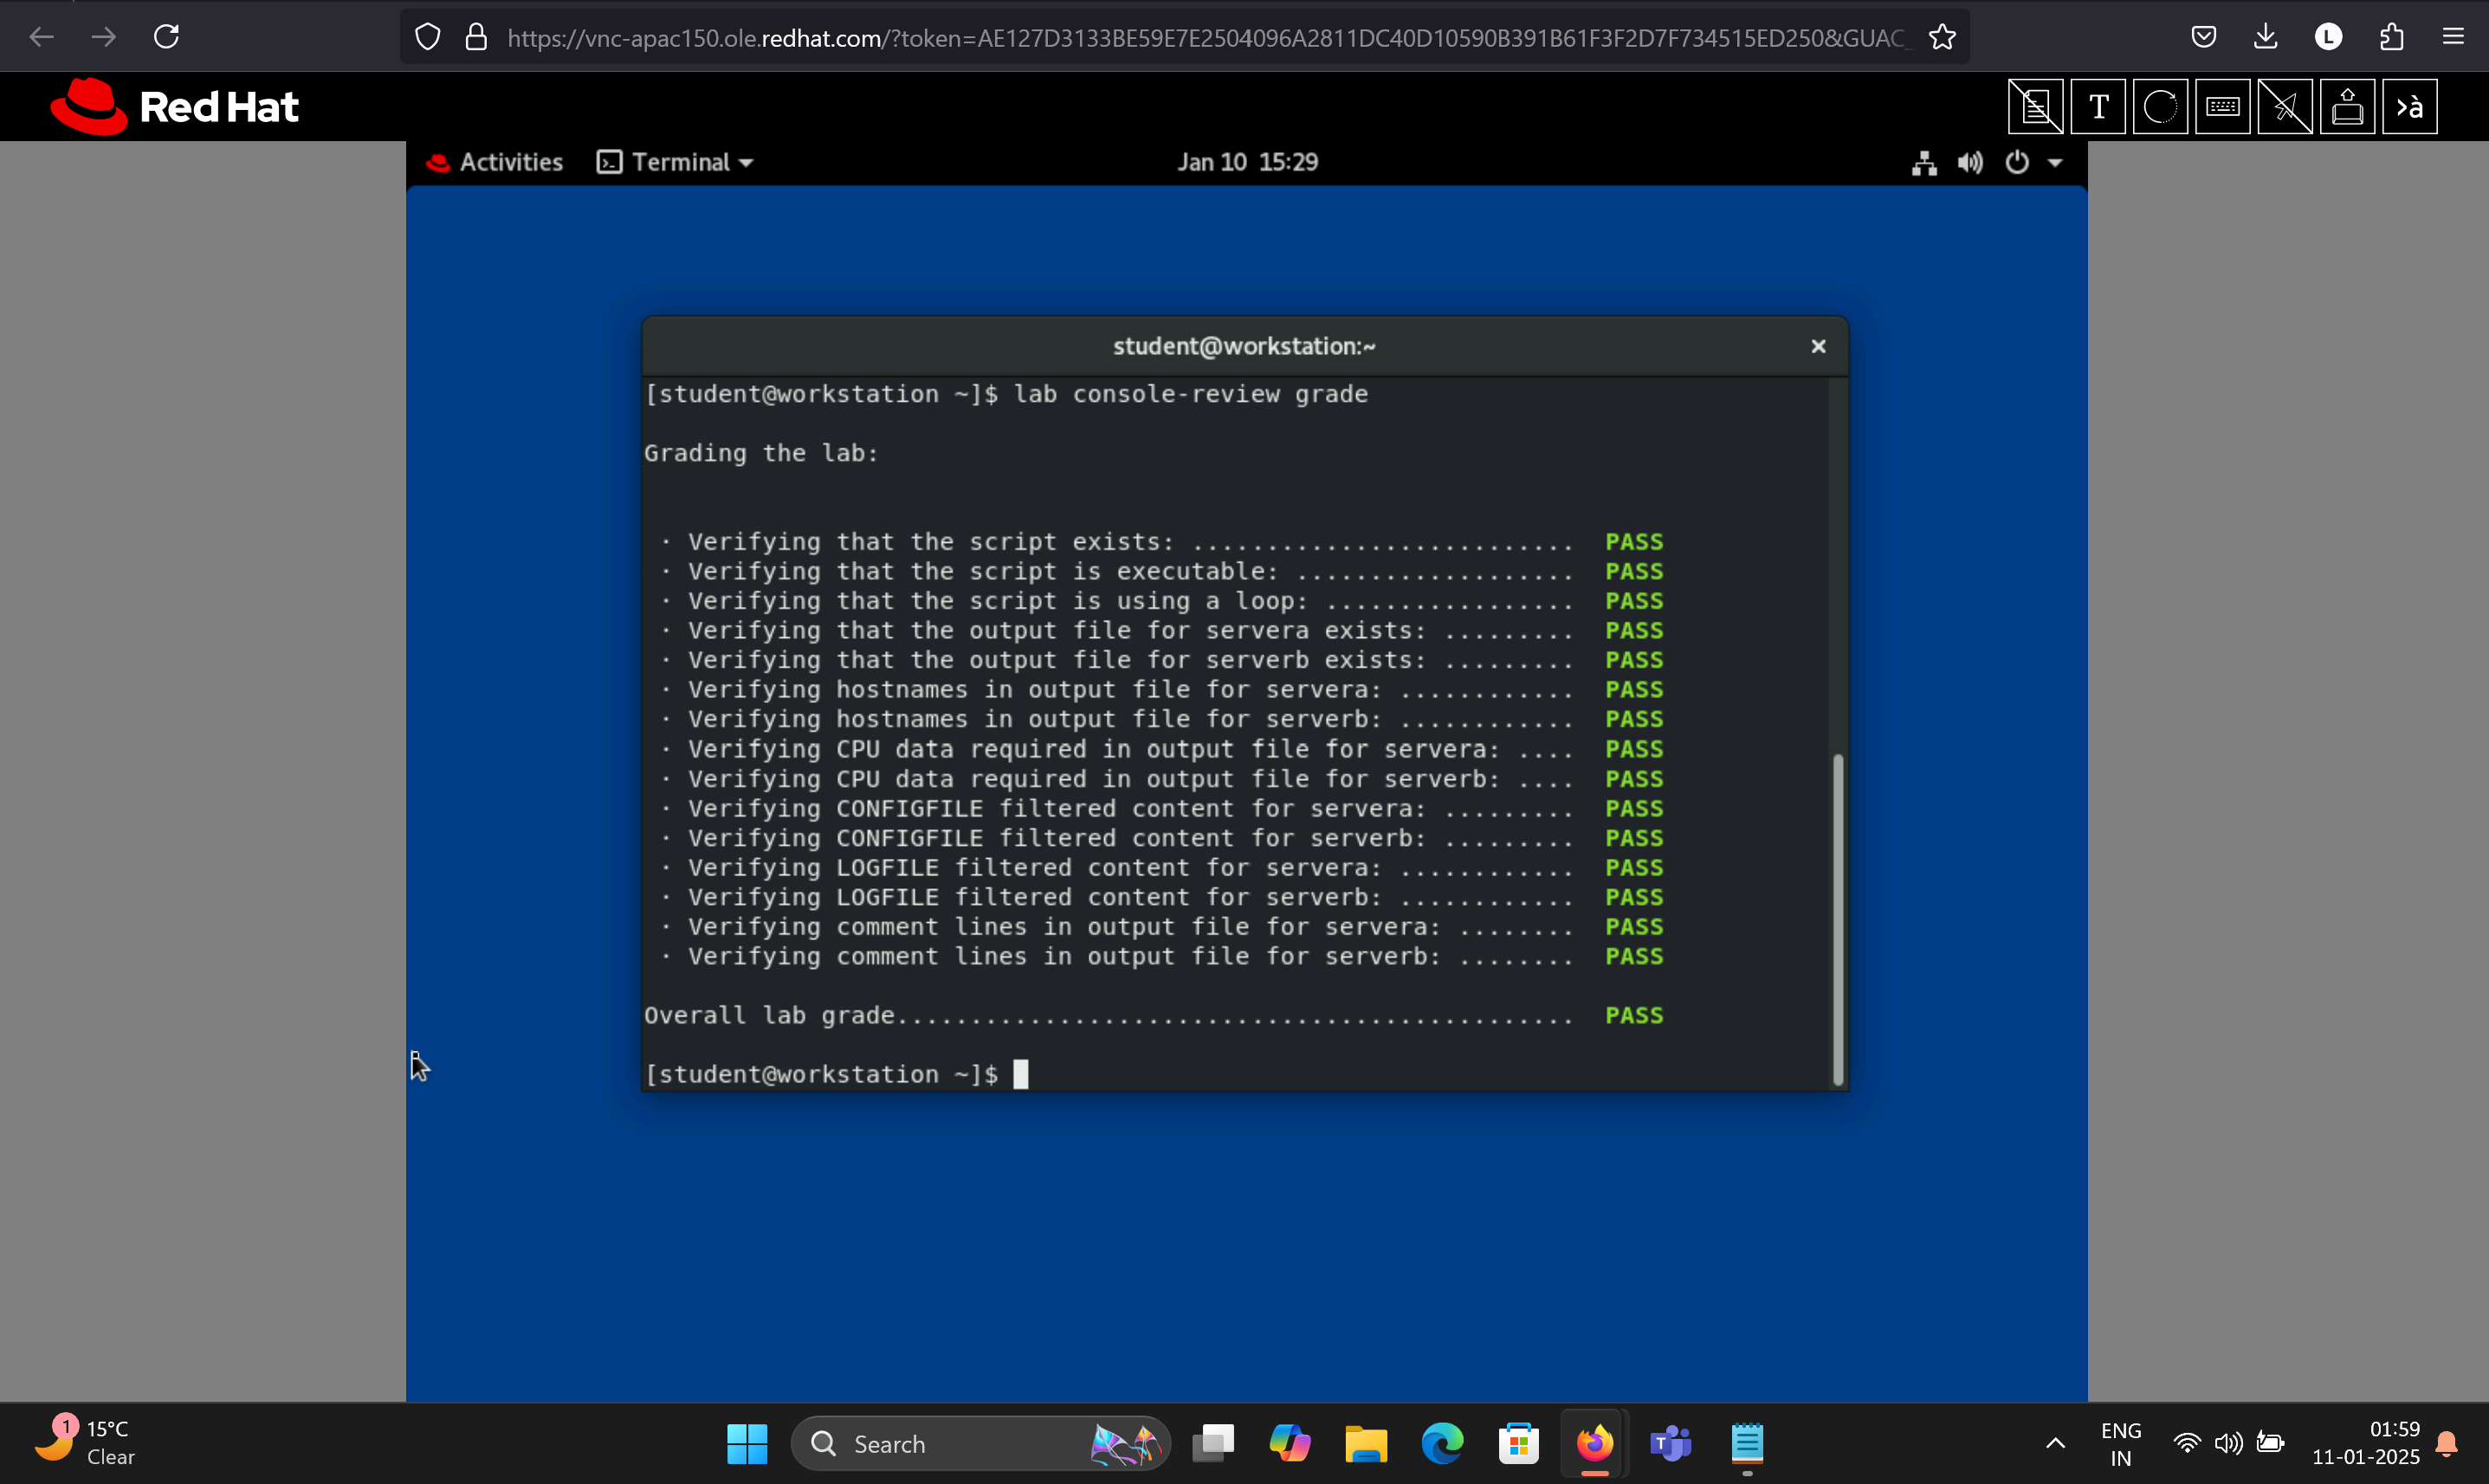 https://vnc-apac150.ole.redhat.com/?token=AE127D3133BE59E7E2504096A2811DC40D10590B391B61F3F2D7F734515ED250&GUAC_
L
Red Hat
T
>à
Activities
Terminal
Jan 10 15:29
student@workstation:~
[student@workstation ~]$ lab console-review grade
Grading the lab:
· Verifying that the script exists: .......................... PASS
· Verifying that the script is executable: ................... PASS
· Verifying that the script is using a loop: ................. PASS
· Verifying that the output file for servera exists: ......... PASS
· Verifying that the output file for serverb exists: ......... PASS
· Verifying hostnames in output file for servera: ............ PASS
· Verifying hostnames in output file for serverb: ............ PASS
· Verifying CPU data required in output file for servera: .... PASS
· Verifying CPU data required in output file for serverb: .... PASS
· Verifying CONFIGFILE filtered content for servera: ......... PASS
· Verifying CONFIGFILE filtered content for serverb: ......... PASS
· Verifying LOGFILE filtered content for servera: ............ PASS
· Verifying LOGFILE filtered content for serverb: ............ PASS
· Verifying comment lines in output file for servera: ........ PASS
· Verifying comment lines in output file for serverb: ........ PASS
Overall lab grade.............................................. PASS
[student@workstation ~]$
1
15°C
Clear
Search
T
ENG
IN
01:59
11-01-2025